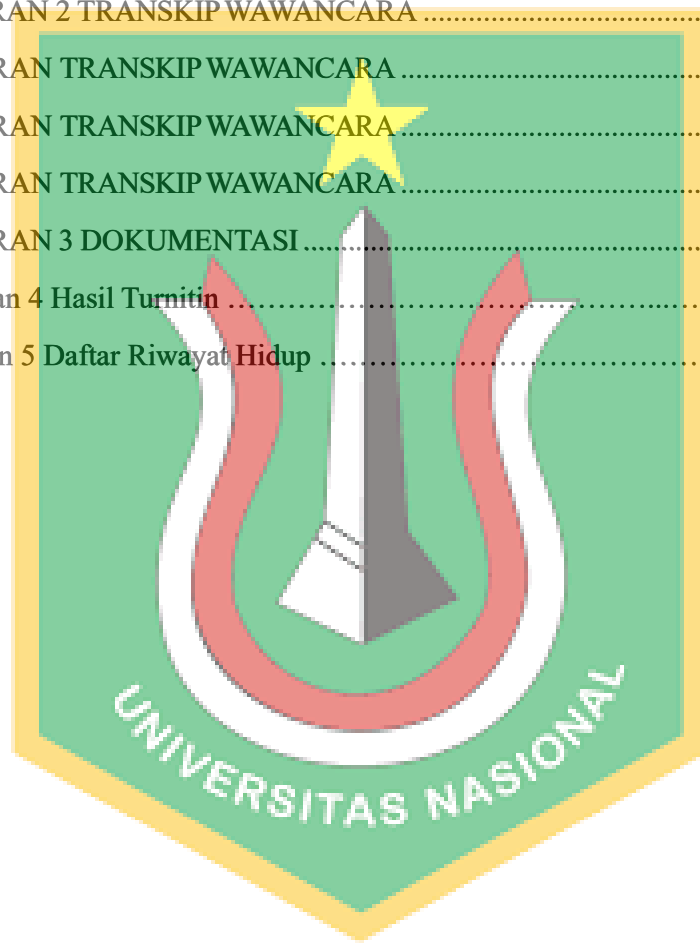 RAN 2 TRANSKIP WAWANCARA ........................................
RAN TRANSKIP WAWANCARA ...........................................
RAN TRANSKIP WAWANCARA ...........................................
RAN TRANSKIP WAWANCARA ...........................................
RAN 3 DOKUMENTASI ........................................................
an 4 Hasil Turnitin ………………………………………………
n 5 Daftar Riwayat Hidup ……………………………………
UNIVERSITAS NASIONAL